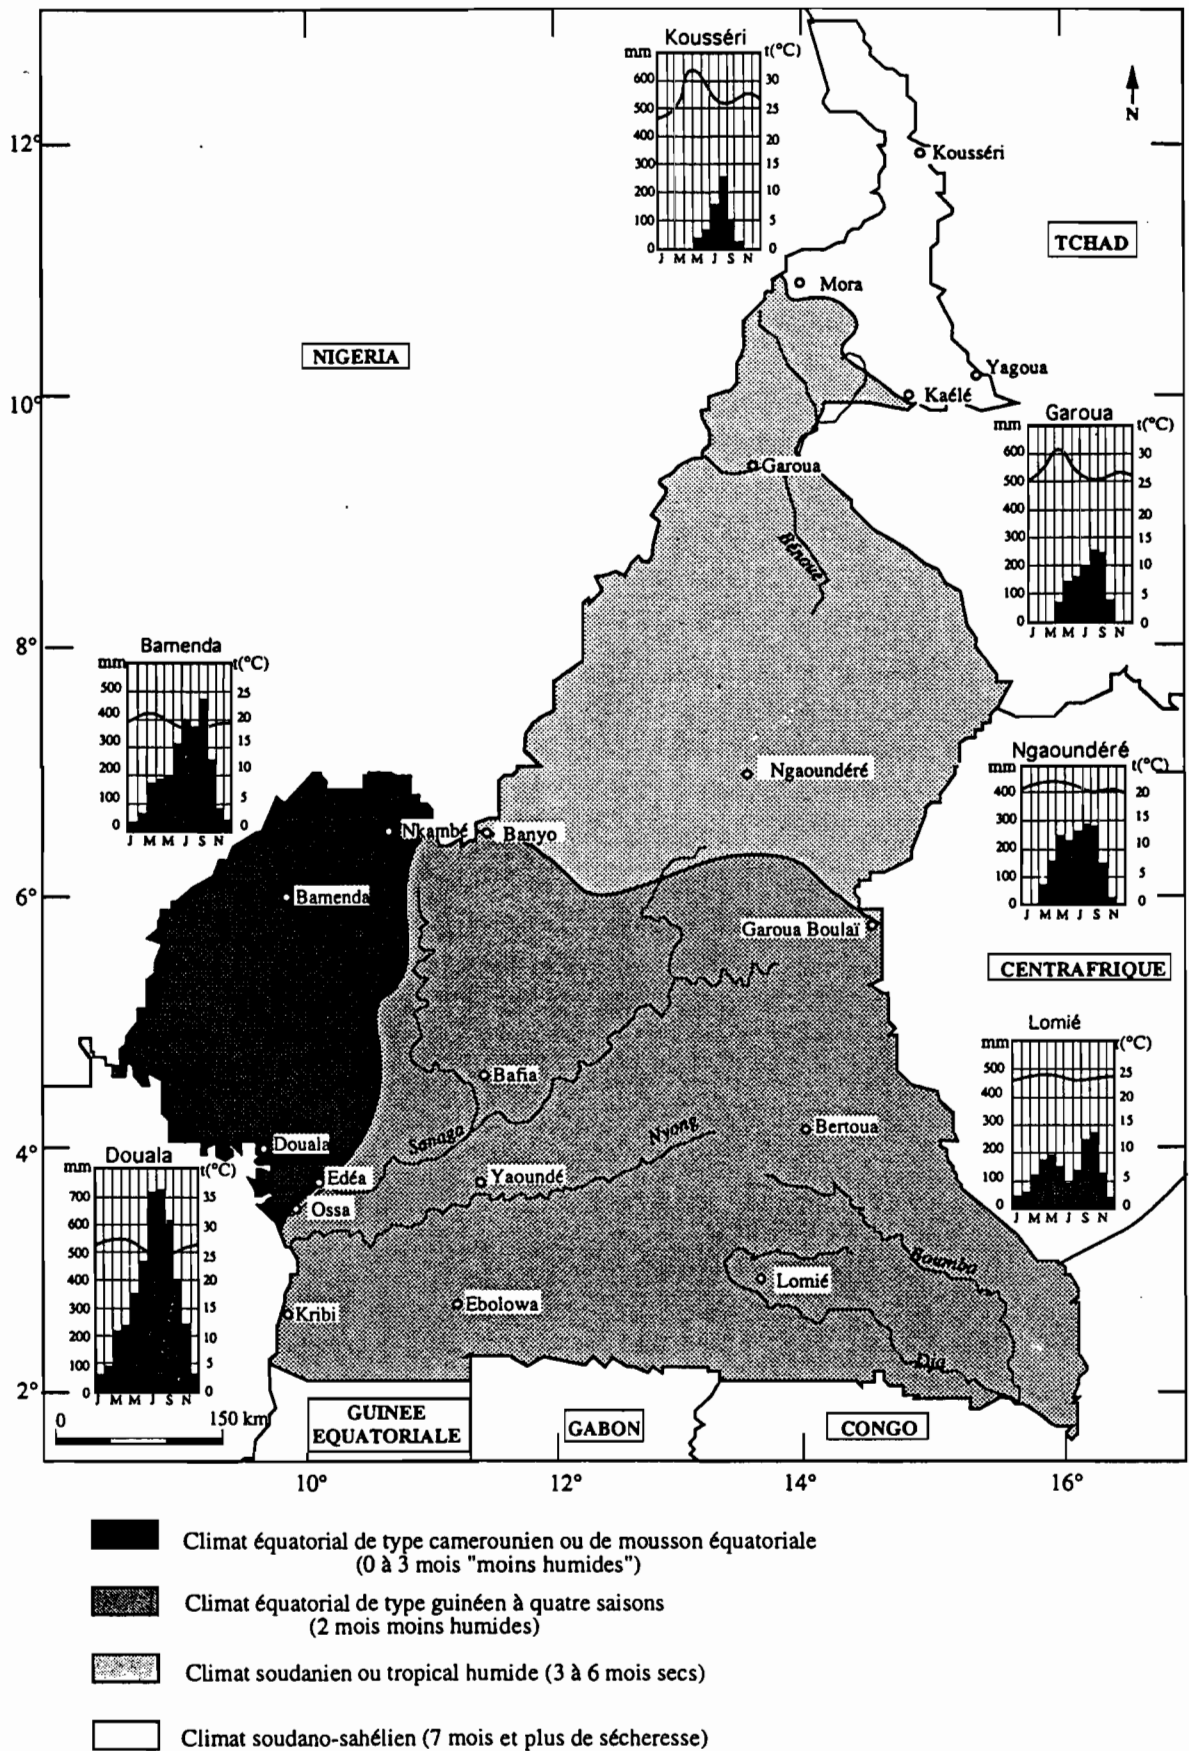 Kousséri
mm t(°C)
600 30
500 25
400 20
300 15
200 10
100 5
0 0
J M M J S N
N
12°
Kousséri
TCHAD
Mora
NIGERIA
Yagoua
10°
Kaélé
Garoua
mm t(°C)
600 30
500 25
400 20
300 15
200 10
100 5
0 0
J M M J S N
Garoua
Bénoué
8°
Bamenda
mm t(°C)
500 25
400 20
300 15
200 10
100 5
0 0
J M M J S N
Ngaoundéré
mm t(°C)
400 20
300 15
200 10
100 5
0 0
J M M J S N
Ngaoundéré
Nkambé
Banyo
6°
Bamenda
Garoua Boulaï
CENTRAFRIQUE
Lomié
mm t(°C)
500 25
400 20
300 15
200 10
100 5
0 0
J M M J S N
Bafia
Bertoua
4°
Douala
Sanaga
Nyong
Douala
mm t(°C)
700 35
600 30
500 25
400 20
300 15
200 10
100 5
0 0
J M M J S N
Edéa
Yaoundé
Ossa
Boumba
Lomié
Kribi
Ebolowa
Dja
2°
0 150 km
GUINEE
EQUATORIALE
GABON
CONGO
10° 12° 14° 16°
Climat équatorial de type camerounien ou de mousson équatoriale
(0 à 3 mois "moins humides")
Climat équatorial de type guinéen à quatre saisons
(2 mois moins humides)
Climat soudanien ou tropical humide (3 à 6 mois secs)
Climat soudano-sahélien (7 mois et plus de sécheresse)